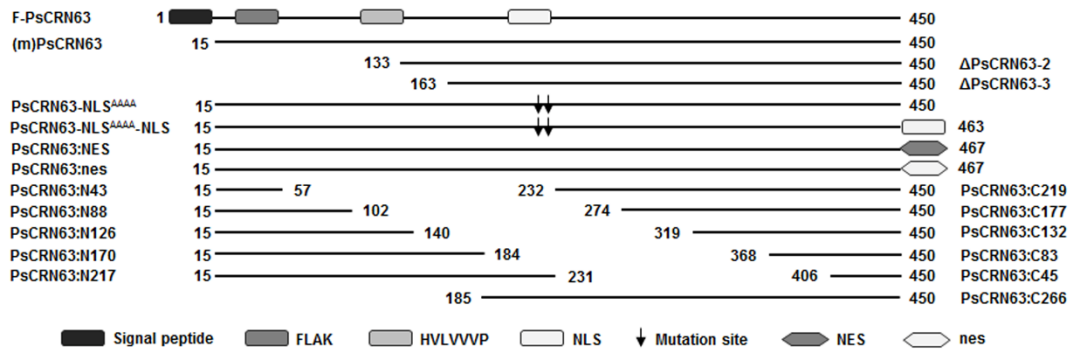 F-PsCRN63 1 450
(m)PsCRN63 15 450
133 450 ΔPsCRN63-2
163 450 ΔPsCRN63-3
PsCRN63-NLSAAAA 15 450
PsCRN63-NLSAAAA-NLS 15 463
PsCRN63:NES 15 467
PsCRN63:nes 15 467
PsCRN63:N43 15 57 232 450 PsCRN63:C219
PsCRN63:N88 15 102 274 450 PsCRN63:C177
PsCRN63:N126 15 140 319 450 PsCRN63:C132
PsCRN63:N170 15 184 368 450 PsCRN63:C83
PsCRN63:N217 15 231 406 450 PsCRN63:C45
185 450 PsCRN63:C266
Signal peptide FLAK HVLVVVP NLS Mutation site NES nes